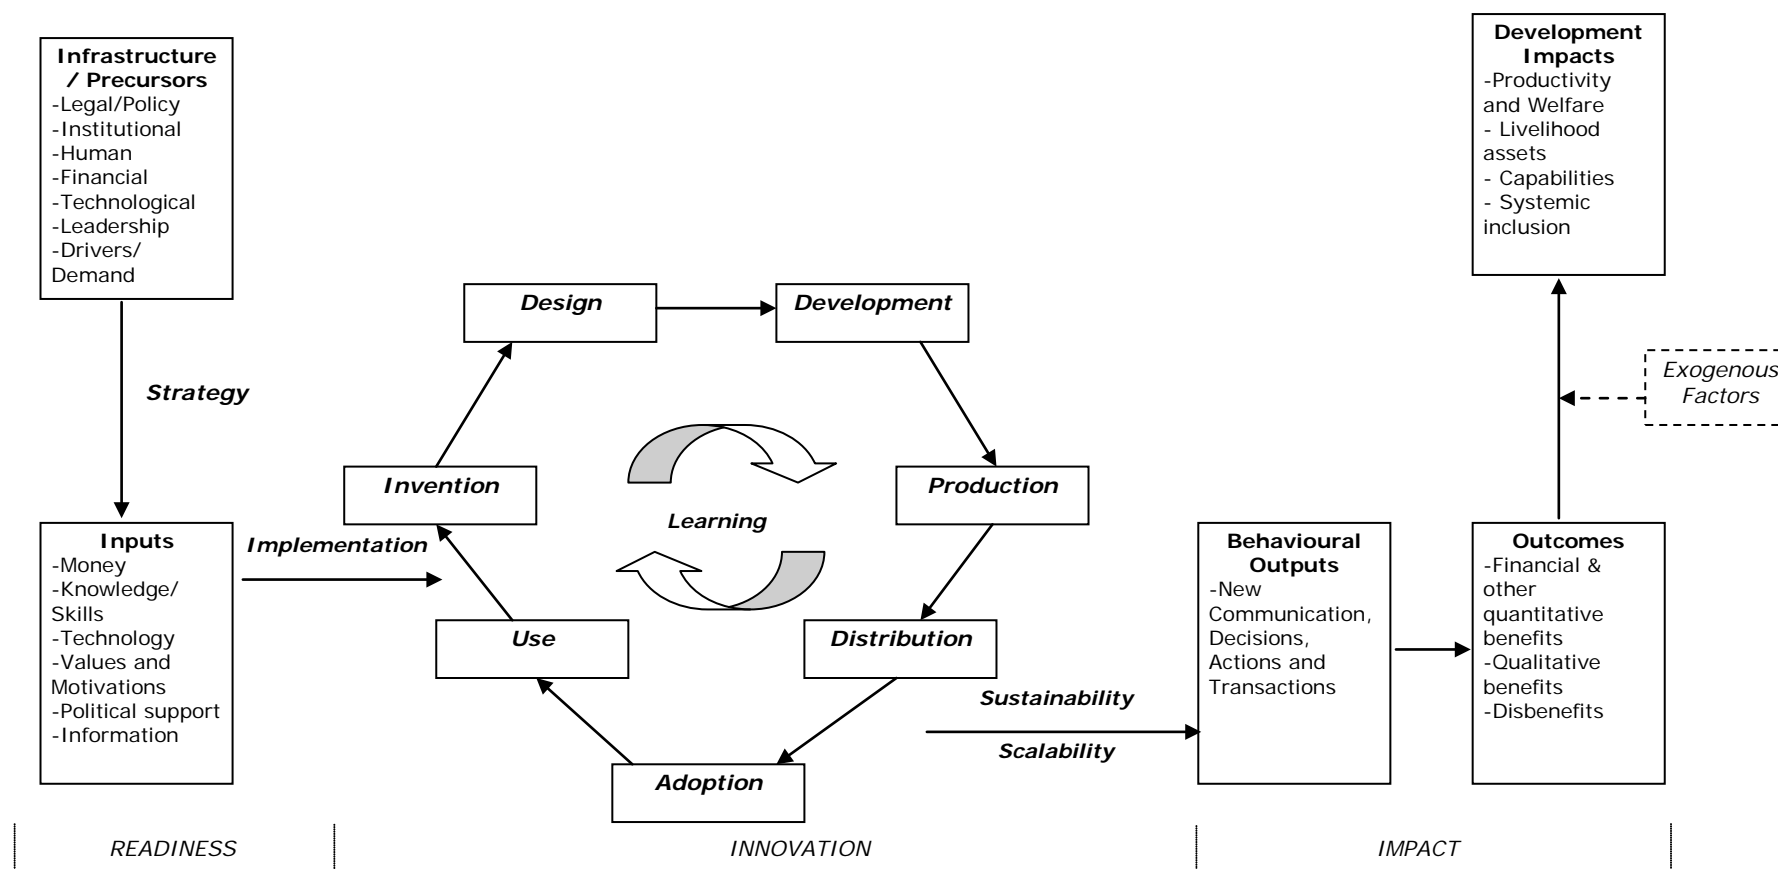 Infrastructure
/ Precursors
-Legal/Policy
-Institutional
-Human
-Financial
-Technological
-Leadership
-Drivers/
Demand
Strategy
Inputs
-Money
-Knowledge/
Skills
-Technology
-Values and
Motivations
-Political support
-Information
Implementation
Design
Development
Invention
Production
Learning
Use
Distribution
Adoption
Sustainability
Scalability
Behavioural
Outputs
-New
Communication,
Decisions,
Actions and
Transactions
Outcomes
-Financial &
other
quantitative
benefits
-Qualitative
benefits
-Disbenefits
Development
Impacts
-Productivity
and Welfare
- Livelihood
assets
- Capabilities
- Systemic
inclusion
Exogenous
Factors
READINESS
INNOVATION
IMPACT